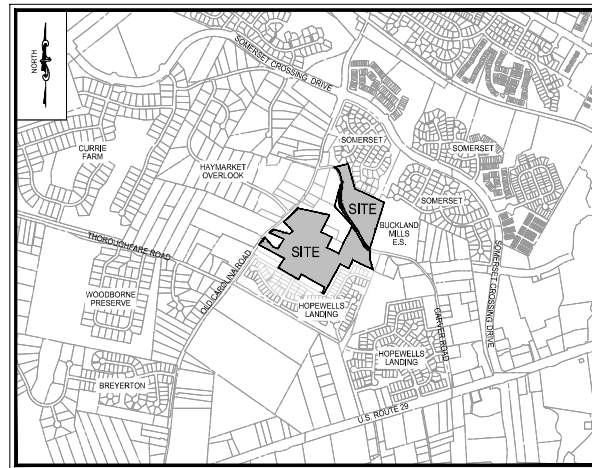 NORTH
SOMERSET CROSSING DRIVE
SOMERSET
SOMERSET
CURRIE
FARM
HAYMARKET
OVERLOOK
SOMERSET
SITE
BUCKLAND
MILLS
E.S.
SITE
THOROUGHFARE ROAD
OLD CAROLINA ROAD
SOMERSET CROSSING DRIVE
WOODBORNE
PRESERVE
HOPEWELLS
LANDING
CARVER ROAD
HOPEWELLS
LANDING
BREYERTON
U.S. ROUTE 29